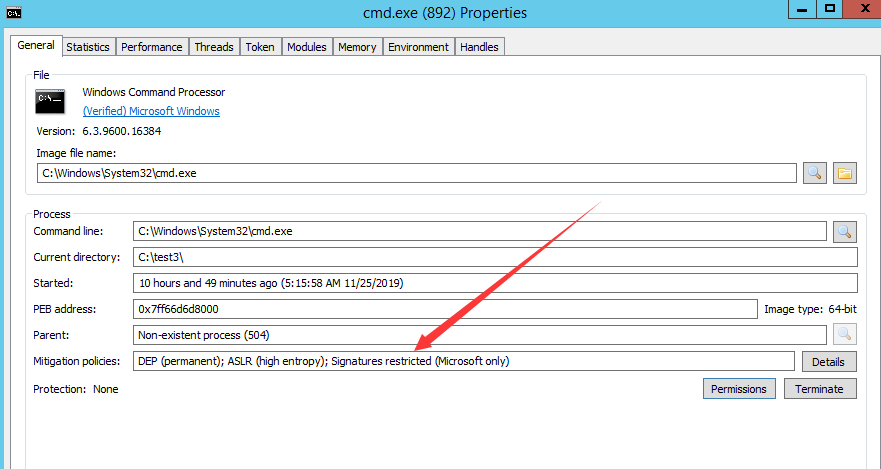 cmd.exe (892) Properties
General Statistics Performance Threads Token Modules Memory Environment Handles
File
Windows Command Processor
(Verified) Microsoft Windows
Version: 6.3.9600.16384
Image file name:
C:\Windows\System32\cmd.exe
Process
Command line: C:\Windows\System32\cmd.exe
Current directory: C:\test3\
Started: 10 hours and 49 minutes ago (5:15:58 AM 11/25/2019)
PEB address: 0x7ff66d6d8000 Image type: 64-bit
Parent: Non-existent process (504)
Mitigation policies: DEP (permanent); ASLR (high entropy); Signatures restricted (Microsoft only) Details
Protection: None Permissions Terminate